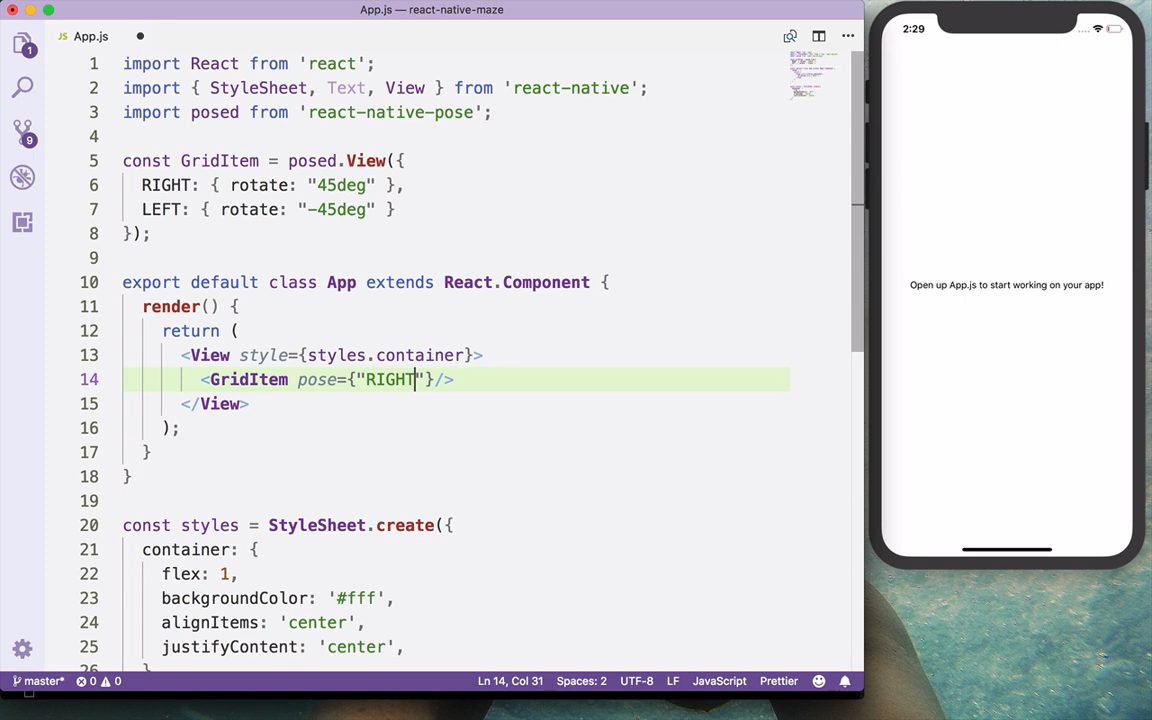 App.js — react-native-maze
JS App.js
1 import React from 'react';
2 import { StyleSheet, Text, View } from 'react-native';
3 import posed from 'react-native-pose';
4
5 const GridItem = posed.View({
6 RIGHT: { rotate: "45deg" },
7 LEFT: { rotate: "-45deg" }
8 });
9
10 export default class App extends React.Component {
11 render() {
12 return (
13 <View style={styles.container}>
14 <GridItem pose={"RIGHT"}/>
15 </View>
16 );
17 }
18 }
19
20 const styles = StyleSheet.create({
21 container: {
22 flex: 1,
23 backgroundColor: '#fff',
24 alignItems: 'center',
25 justifyContent: 'center',
26 }
1
9
master* 0 0 Ln 14, Col 31 Spaces: 2 UTF-8 LF JavaScript Prettier
2:29
Open up App.js to start working on your app!